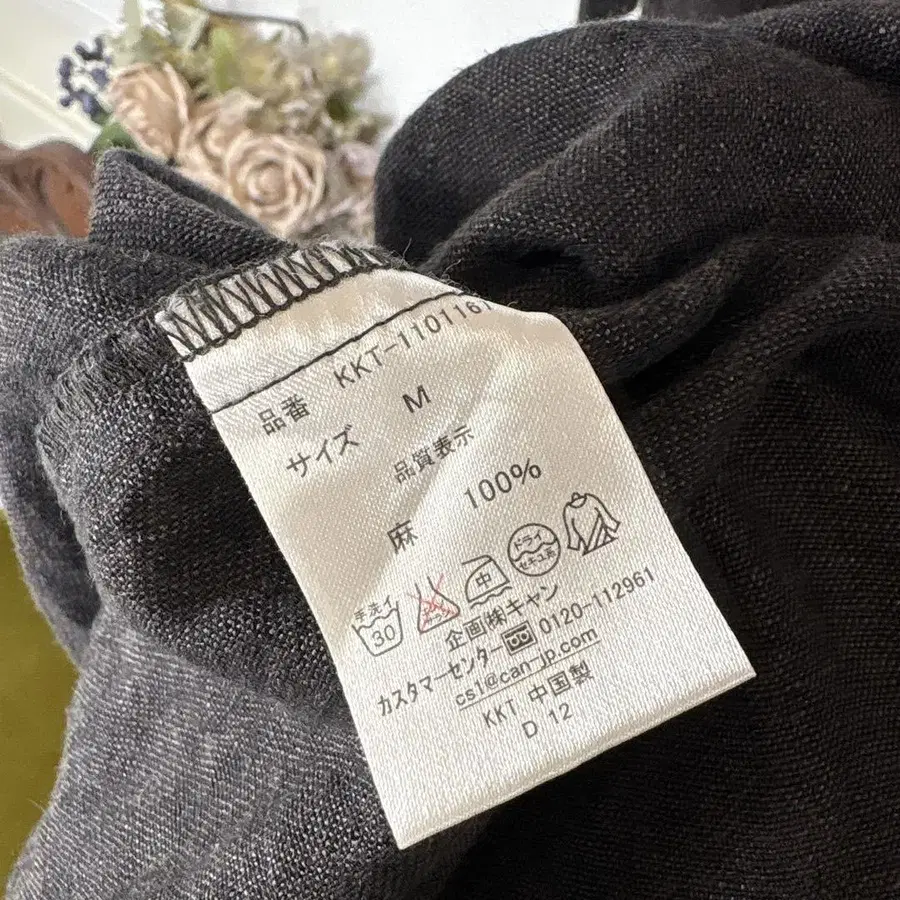 品番 KKT-1101161
サイズ M
品質表示
麻 100%
手洗イ 30 中 ドライ セキユ系
企画㈱キャン
カスタマーセンター 0120-112961
cs1@can-jp.com
KKT 中国製
D 12